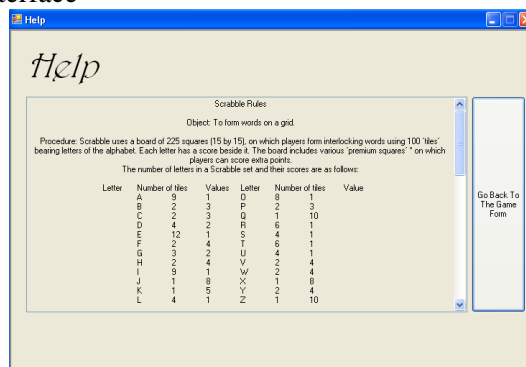 terface
Help
Help
Scrabble Rules
Object: To form words on a grid.
Procedure: Scrabble uses a board of 225 squares (15 by 15), on which players form interlocking words using 100 'tiles'
bearing letters of the alphabet. Each letter has a score beside it. The board includes various 'premium squares' " on which
players can score extra points.
The number of letters in a Scrabble set and their scores are as follows:
Letter Number of tiles Values Letter Number of tiles Value
A 9 1 O 8 1
B 2 3 P 2 3
C 2 3 Q 1 10
D 4 2 R 6 1
E 12 1 S 4 1
F 2 4 T 6 1
G 3 2 U 4 1
H 2 4 V 2 4
I 9 1 W 2 4
J 1 8 X 1 8
K 1 5 Y 2 4
L 4 1 Z 1 10
Go Back To
The Game
Form